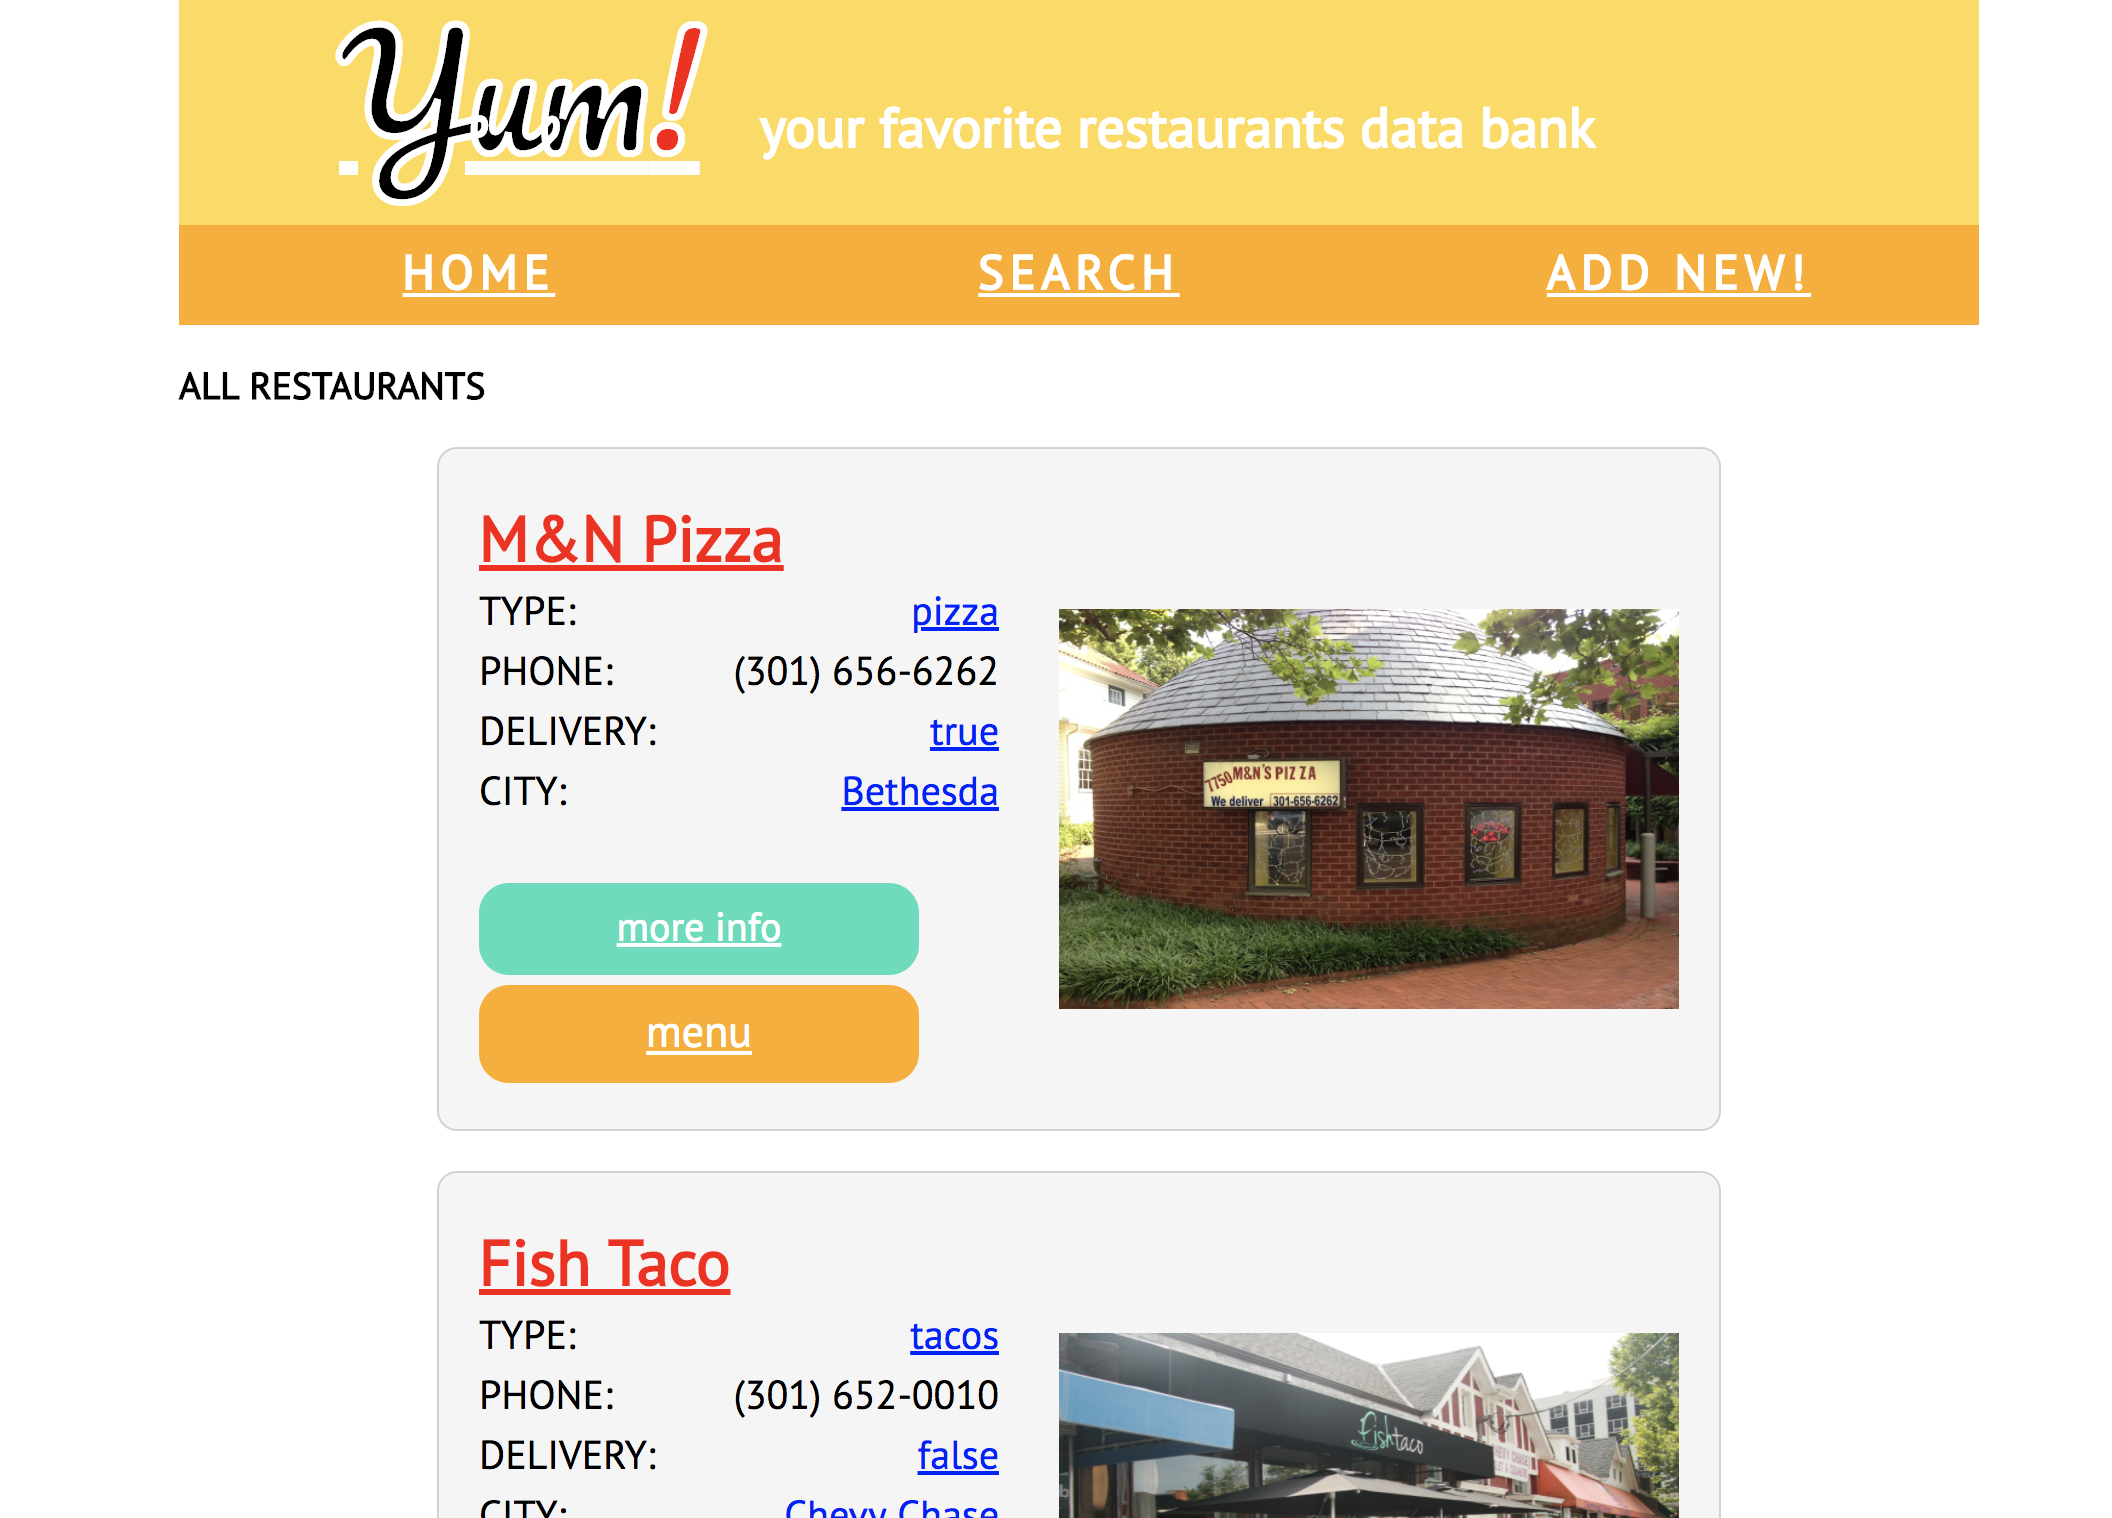 Yum!
your favorite restaurants data bank
HOME SEARCH ADD NEW!
ALL RESTAURANTS
M&N Pizza
TYPE: pizza
PHONE: (301) 656-6262
DELIVERY: true
CITY: Bethesda
more info
menu
7750 M&N'S PIZZA
We deliver 301-656-6262
Fish Taco
TYPE: tacos
PHONE: (301) 652-0010
DELIVERY: false
CITY: Chevy Chase
fishtaco